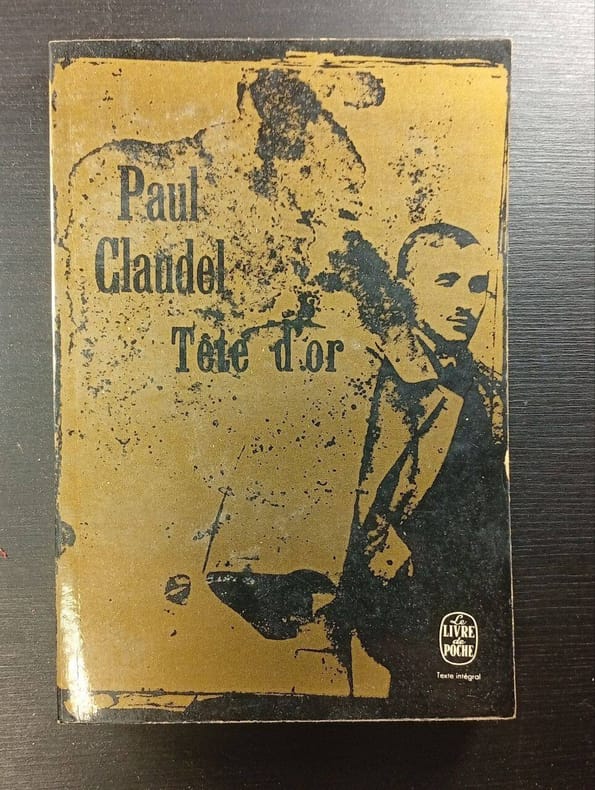 Paul
Claudel
Tête d'or
Le
LIVRE
de
POCHE
Texte intégral